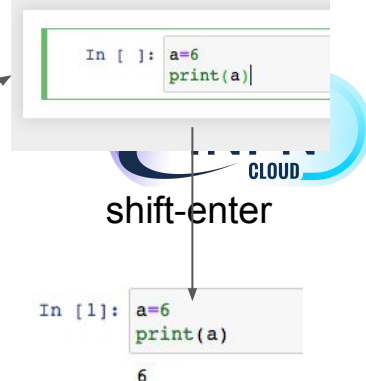 In [ ]: a=6
print(a)
CLOUD
shift-enter
In [1]: a=6
print(a)
6